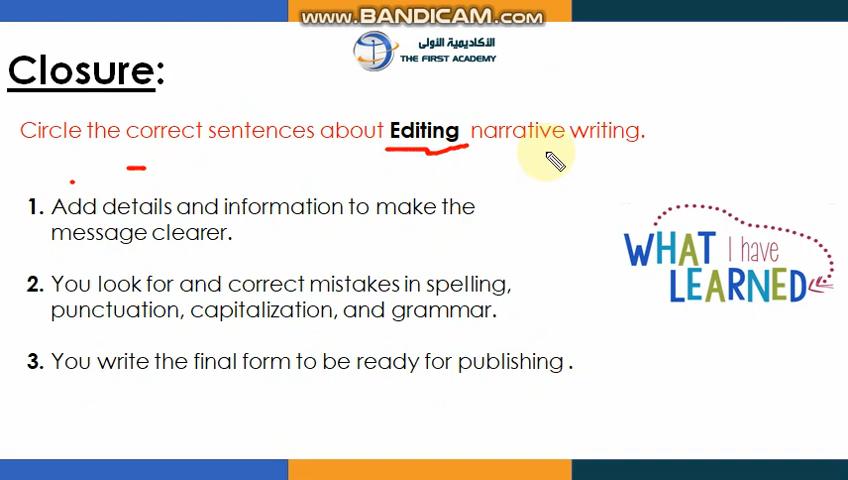 www.BANDICAM.com
الأكاديمية الأولى
THE FIRST ACADEMY
Closure:
Circle the correct sentences about Editing narrative writing.
1. Add details and information to make the
message clearer.
2. You look for and correct mistakes in spelling,
punctuation, capitalization, and grammar.
3. You write the final form to be ready for publishing .
WHAT I have
LEARNED